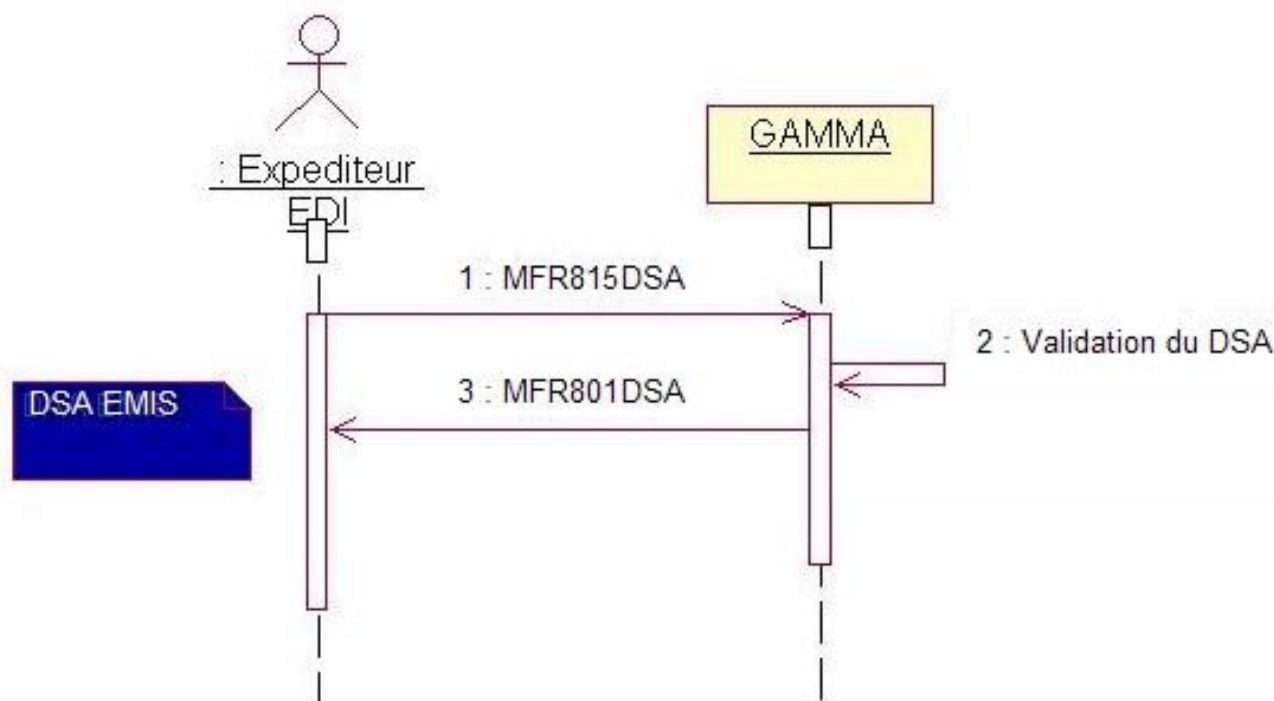 : Expediteur
EDI
GAMMA
1 : MFR815DSA
2 : Validation du DSA
3 : MFR801DSA
DSA EMIS